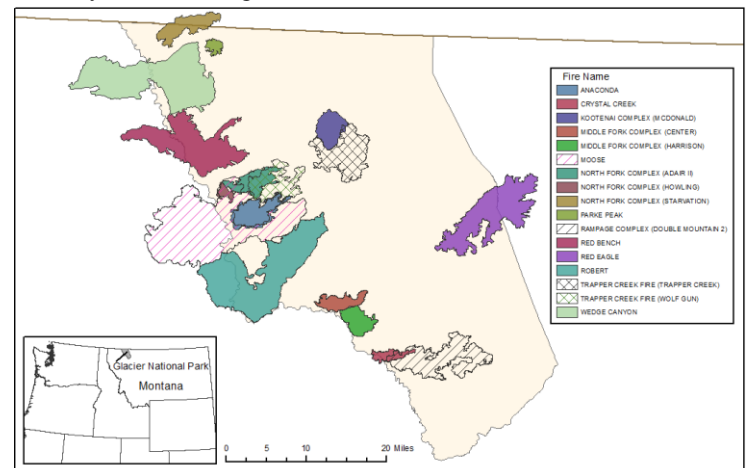 Fire Name
ANACONDA
CRYSTAL CREEK
KOOTENAI COMPLEX (MCDONALD)
MIDDLE FORK COMPLEX (CENTER)
MIDDLE FORK COMPLEX (HARRISON)
MOOSE
NORTH FORK COMPLEX (ADAIR II)
NORTH FORK COMPLEX (HOWLING)
NORTH FORK COMPLEX (STARVATION)
PARKE PEAK
RAMPAGE COMPLEX (DOUBLE MOUNTAIN 2)
RED BENCH
RED EAGLE
ROBERT
TRAPPER CREEK FIRE (TRAPPER CREEK)
TRAPPER CREEK FIRE (WOLF GUN)
WEDGE CANYON
Glacier National Park
Montana
0 5 10 20 Miles